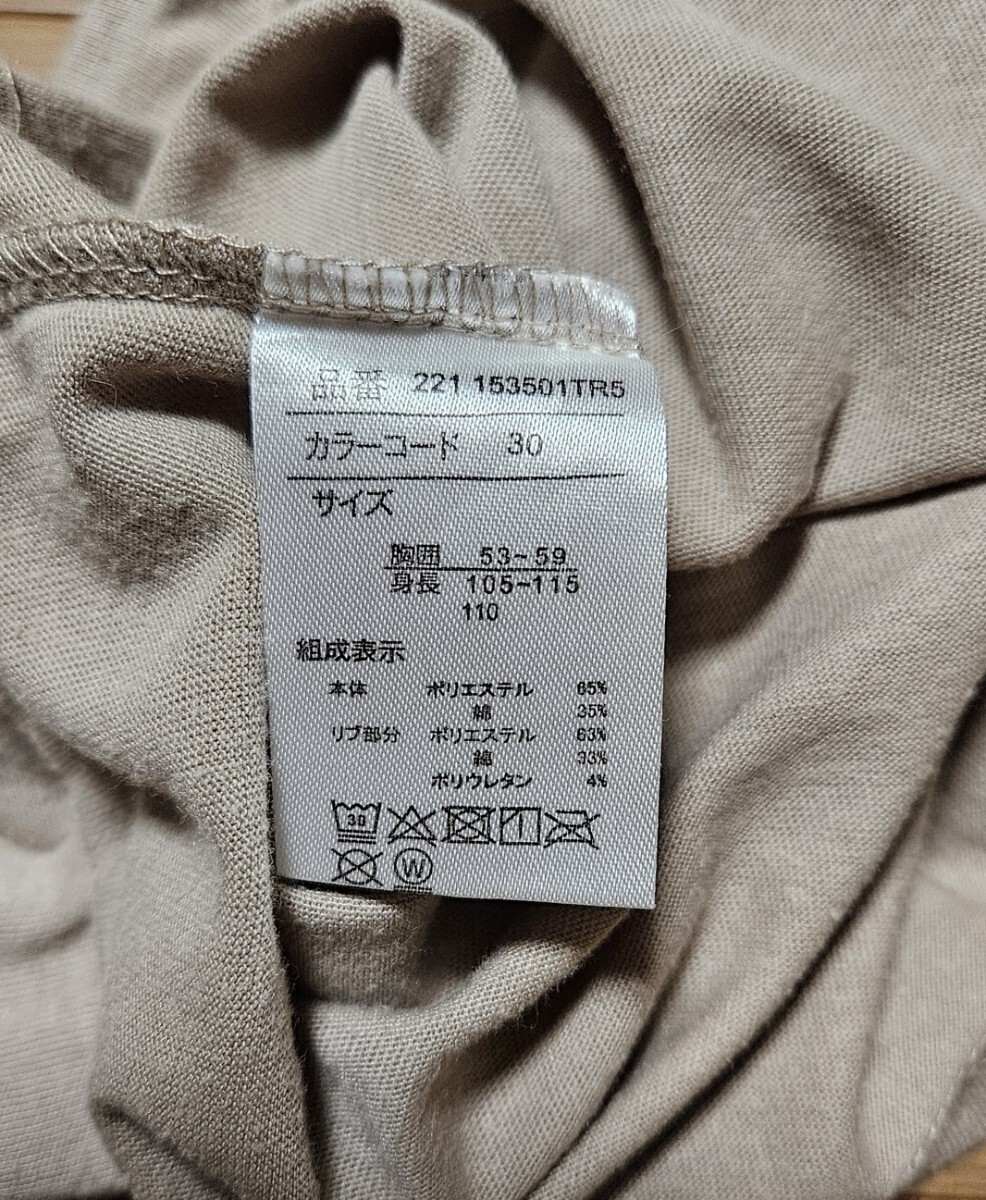 品番 221 153501TR5
カラーコード 30
サイズ
胸囲 53~59
身長 105~115
110
組成表示
本体 ポリエステル 65%
綿 35%
リブ部分 ポリエステル 63%
綿 33%
ポリウレタン 4%
30
W